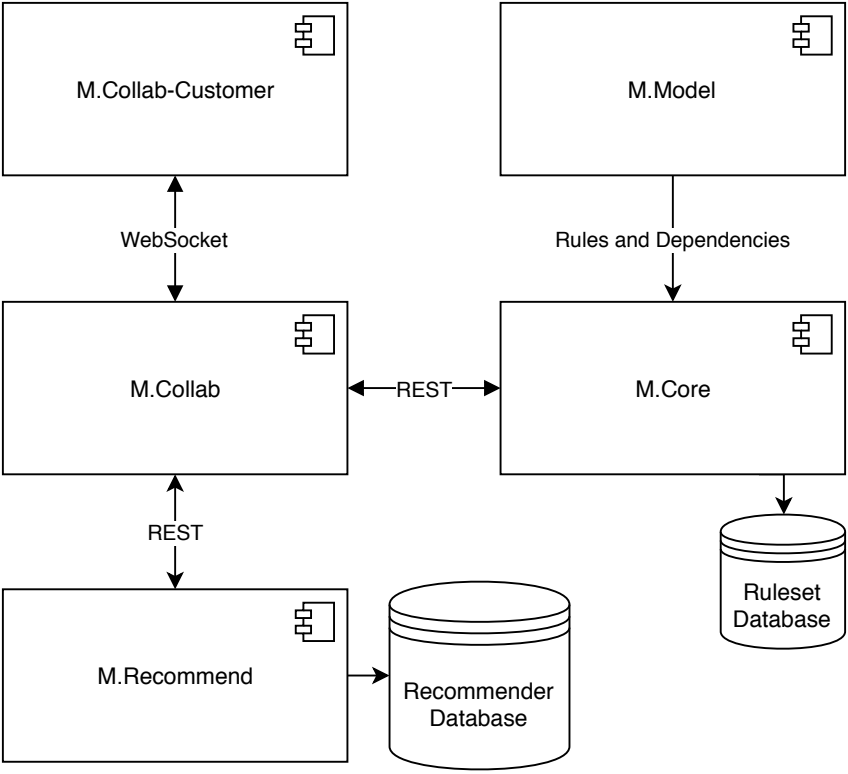 M.Collab-Customer
M.Model
WebSocket
Rules and Dependencies
M.Collab
REST
M.Core
REST
Ruleset
Database
M.Recommend
Recommender
Database